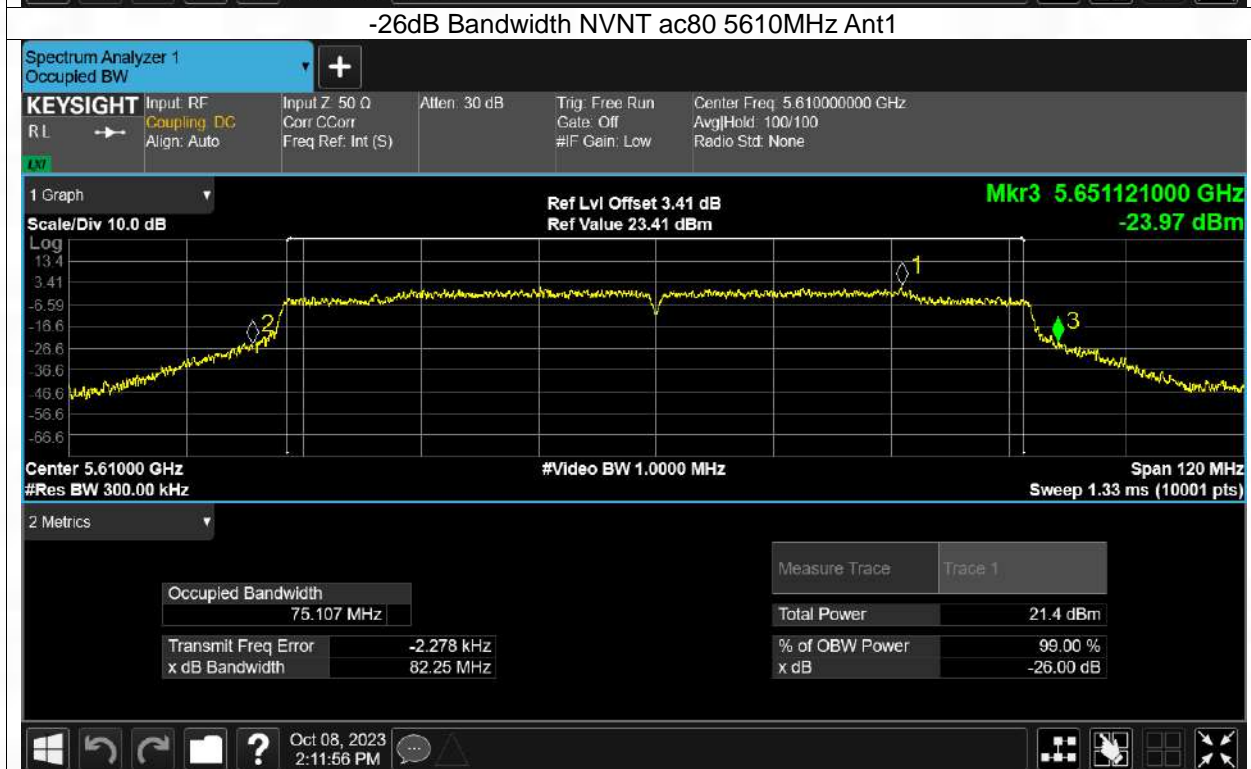 -26dB Bandwidth NVNT ac80 5610MHz Ant1
Spectrum Analyzer 1
Occupied BW
KEYSIGHT Input: RF Input Z: 50 Ω Atten: 30 dB Trig: Free Run Center Freq: 5.610000000 GHz
RL Coupling: DC Corr CCorr Gate: Off Avg|Hold: 100/100
Align: Auto Freq Ref: Int (S) #IF Gain: Low Radio Std: None
LXI
1 Graph
Ref Lvl Offset 3.41 dB Mkr3 5.651121000 GHz
Scale/Div 10.0 dB Ref Value 23.41 dBm -23.97 dBm
Log
13.4
3.41
-6.59
-16.6
-26.6
-36.6
-46.6
-56.6
-66.6
1
2
3
Center 5.61000 GHz #Video BW 1.0000 MHz Span 120 MHz
#Res BW 300.00 kHz Sweep 1.33 ms (10001 pts)
2 Metrics
Measure Trace Trace 1
Occupied Bandwidth
75.107 MHz Total Power 21.4 dBm
Transmit Freq Error -2.278 kHz % of OBW Power 99.00 %
x dB Bandwidth 82.25 MHz x dB -26.00 dB
? Oct 08, 2023
2:11:56 PM